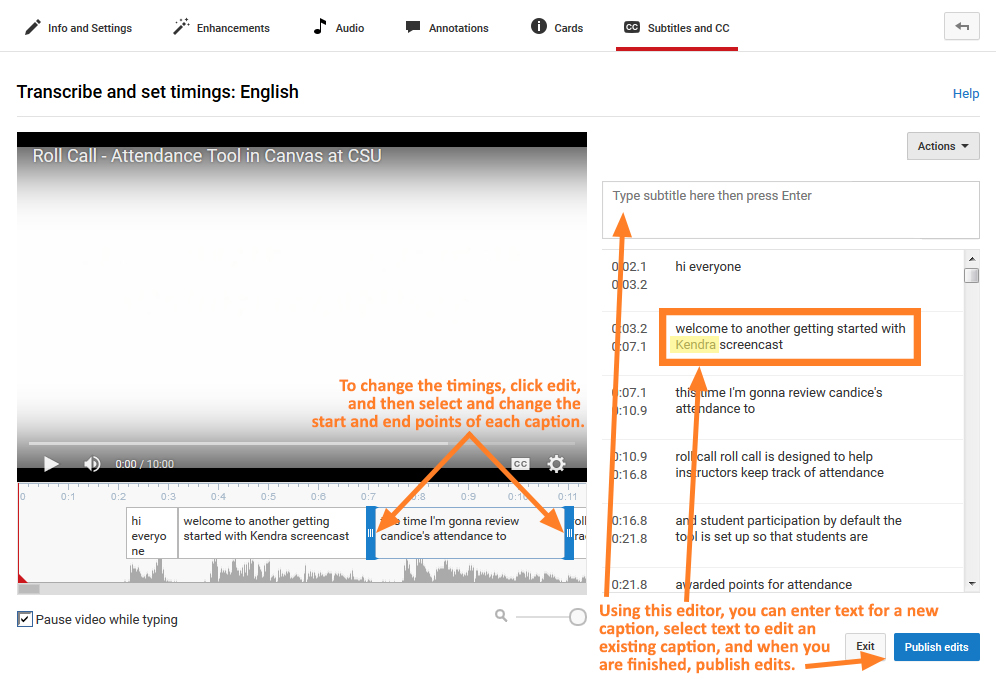 Info and Settings
Enhancements
Audio
Annotations
Cards
CC
Subtitles and CC
Transcribe and set timings: English
Help
Roll Call - Attendance Tool in Canvas at CSU
Actions
Type subtitle here then press Enter
0:02.1 hi everyone
0:03.2
0:03.2 welcome to another getting started with
0:07.1 Kendra screencast
0:07.1 this time I'm gonna review candice's
0:10.9 attendance to
0:10.9 roll call roll call is designed to help
0:16.8 instructors keep track of attendance
0:16.8 and student participation by default the
0:21.8 tool is set up so that students are
0:21.8 awarded points for attendance
To change the timings, click edit,
and then select and change the
start and end points of each caption.
0:00 / 10:00
CC
0 0:1 0:2 0:3 0:4 0:5 0:6 0:7 0:8 0:9 0:10 0:11
hi
everyo
ne
welcome to another getting
started with Kendra screencast
time I'm gonna review
candice's attendance to
Pause video while typing
Using this editor, you can enter text for a new
caption, select text to edit an
existing caption, and when you
are finished, publish edits.
Exit
Publish edits